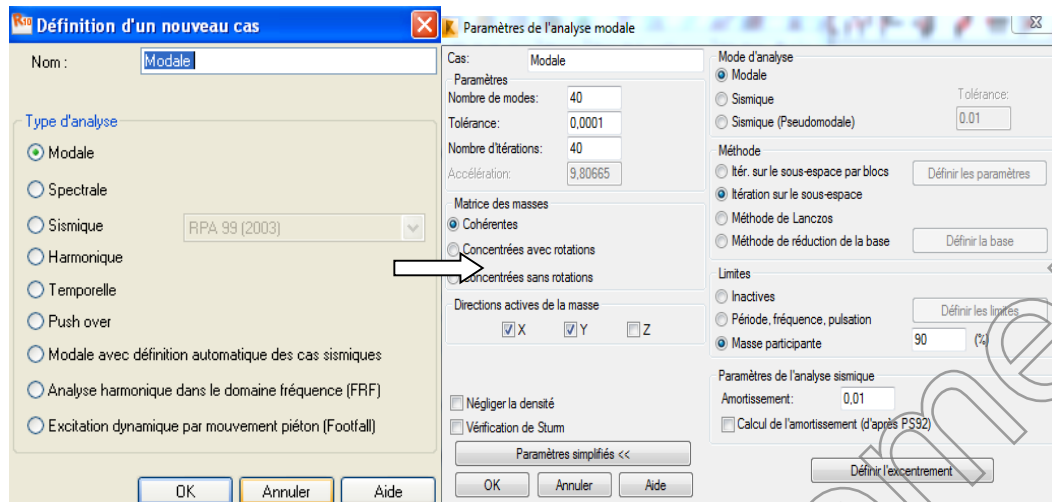 Définition d'un nouveau cas
Nom :
Modale
Type d'analyse
Modale
Spectrale
Sismique
RPA 99 (2003)
Harmonique
Temporelle
Push over
Modale avec définition automatique des cas sismiques
Analyse harmonique dans le domaine fréquence (FRF)
Excitation dynamique par mouvement piéton (Footfall)
OK Annuler Aide
Paramètres de l'analyse modale
Cas: Modale
Paramètres
Nombre de modes: 40
Tolérance: 0,0001
Nombre d'itérations: 40
Accélération: 9,80665
Matrice des masses
Cohérentes
Concentrées avec rotations
Concentrées sans rotations
Directions actives de la masse
X Y Z
Négliger la densité
Vérification de Sturm
Paramètres simplifiés <<
OK Annuler Aide
Mode d'analyse
Modale
Sismique
Sismique (Pseudomodale)
Tolérance:
0.01
Méthode
Itér. sur le sous-espace par blocs
Définir les paramètres
Itération sur le sous-espace
Méthode de Lanczos
Méthode de réduction de la base
Définir la base
Limites
Inactives
Définir les limites
Période, fréquence, pulsation
Masse participante 90 (%)
Paramètres de l'analyse sismique
Amortissement: 0,01
Calcul de l'amortissement (d'après PS92)
Définir l'excentrement